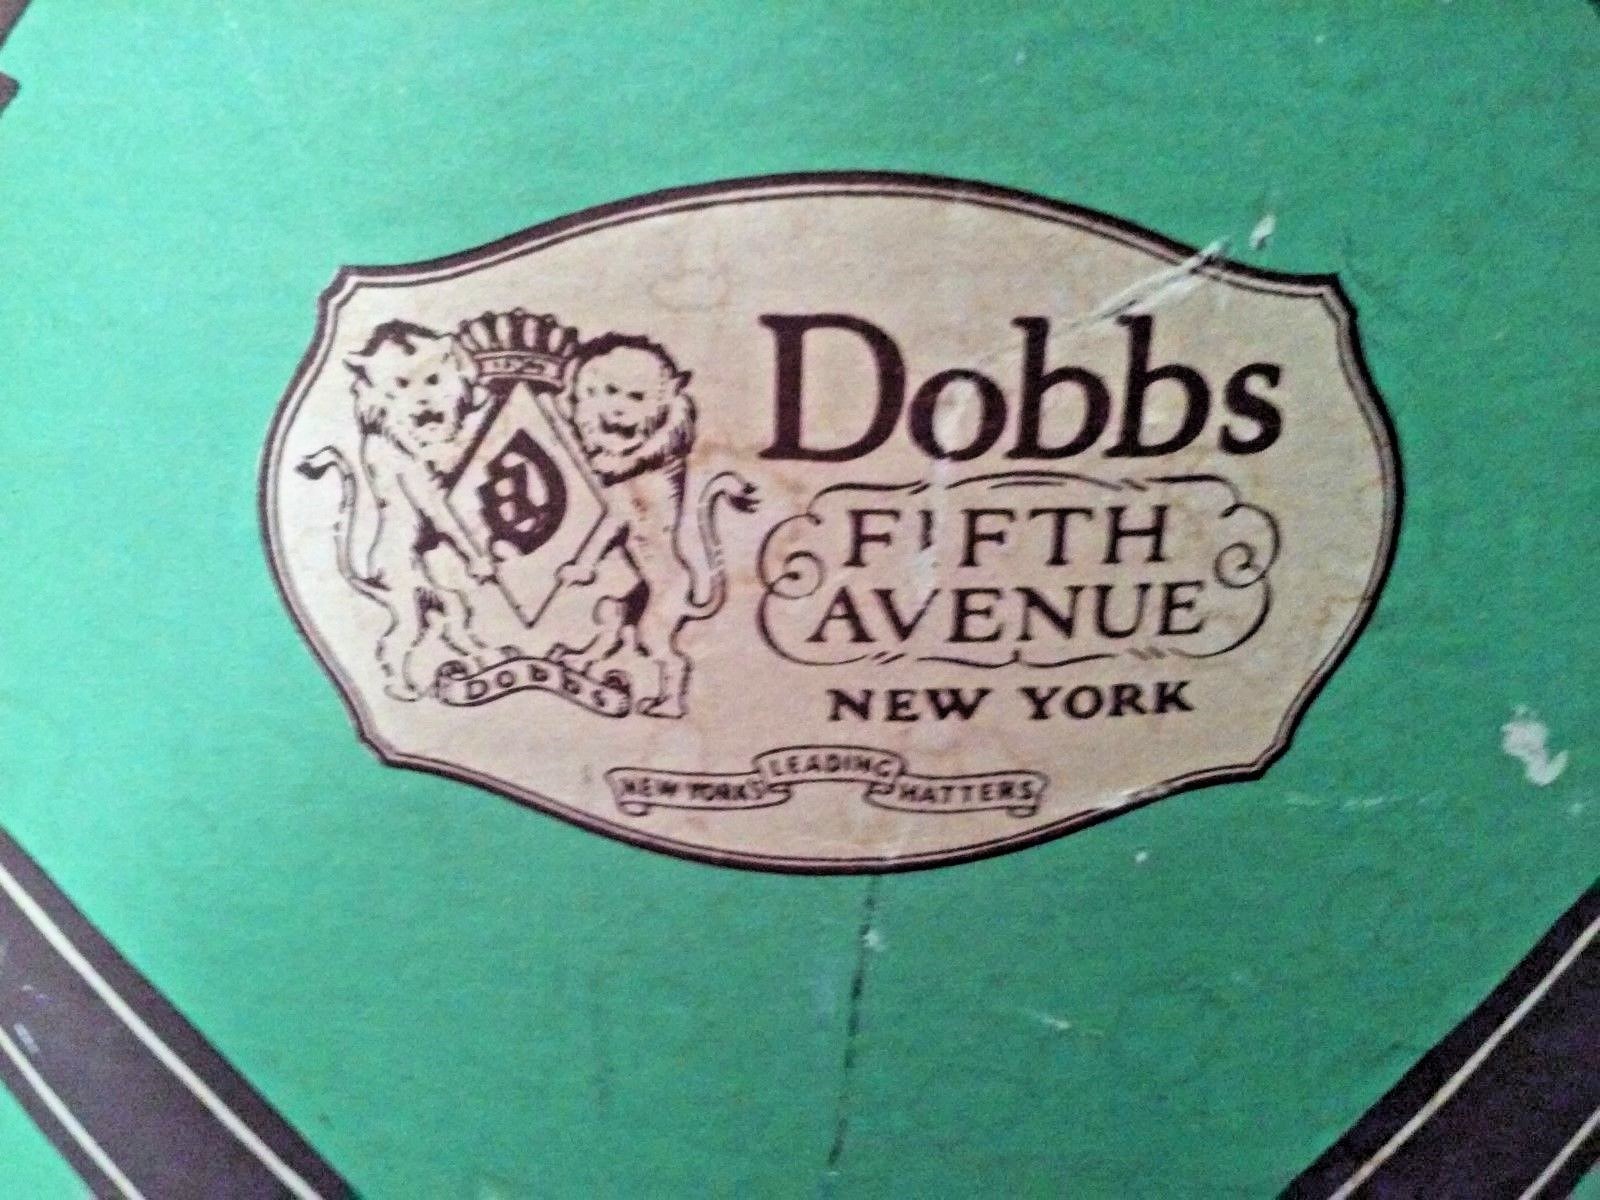 D
Dobbs
Dobbs
FIFTH
AVENUE
NEW YORK
NEW YORK'S LEADING HATTERS